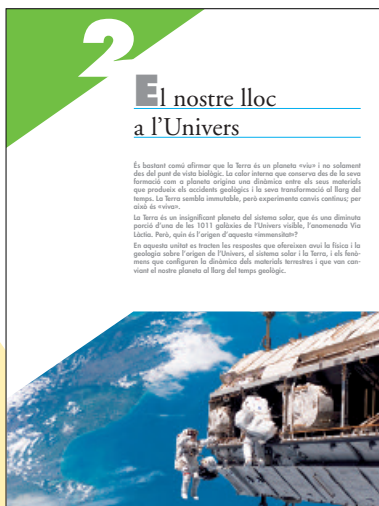 2
El nostre lloc
a l'Univers
És bastant comú afirmar que la Terra és un planeta «viu» i no solament
des del punt de vista biològic. La calor interna que conserva des de la seva
formació com a planeta origina una dinàmica entre els seus materials
que produeix els accidents geològics i la seva transformació al llarg del
temps. La Terra sembla immutable, però experimenta canvis continus; per
això és «viva».
La Terra és un insignificant planeta del sistema solar, que és una diminuta
porció d'una de les 1011 galàxies de l'Univers visible, l'anomenada Via
Làctia. Però, quin és l'origen d'aquesta «immensitat»?
En aquesta unitat es tracten les respostes que ofereixen avui la física i la
geologia sobre l'origen de l'Univers, el sistema solar i la Terra, i els fenò-
mens que configuran la dinàmica dels materials terrestres i que van can-
viant el nostre planeta al llarg del temps geològic.